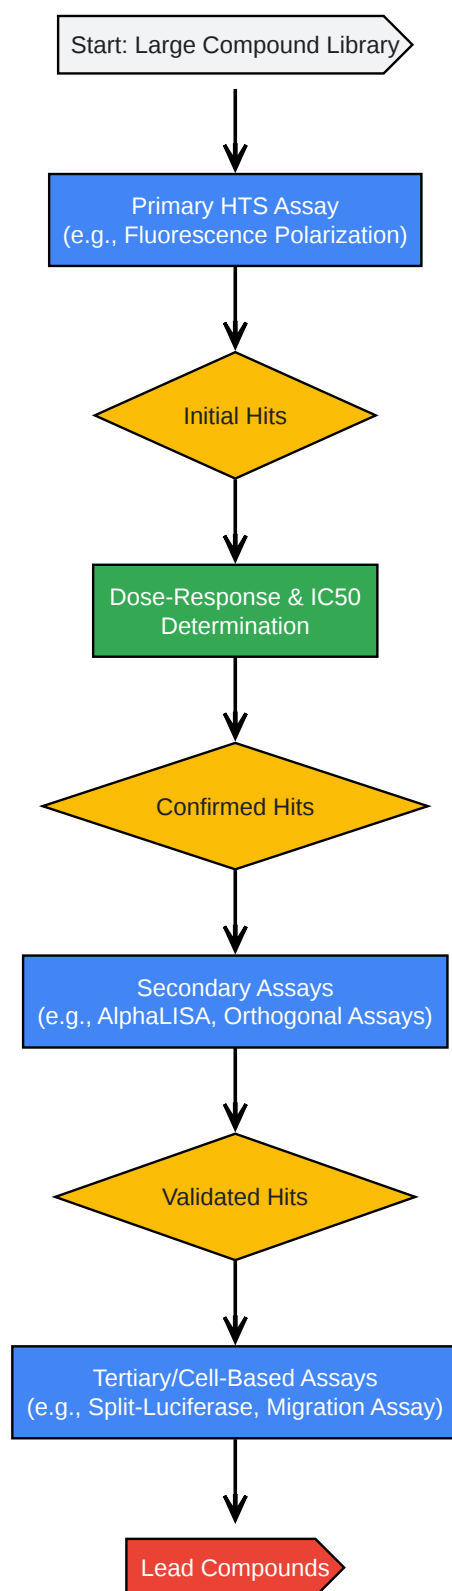 Start: Large Compound Library
Primary HTS Assay
(e.g., Fluorescence Polarization)
Initial Hits
Dose-Response & IC50
Determination
Confirmed Hits
Secondary Assays
(e.g., AlphaLISA, Orthogonal Assays)
Validated Hits
Tertiary/Cell-Based Assays
(e.g., Split-Luciferase, Migration Assay)
Lead Compounds